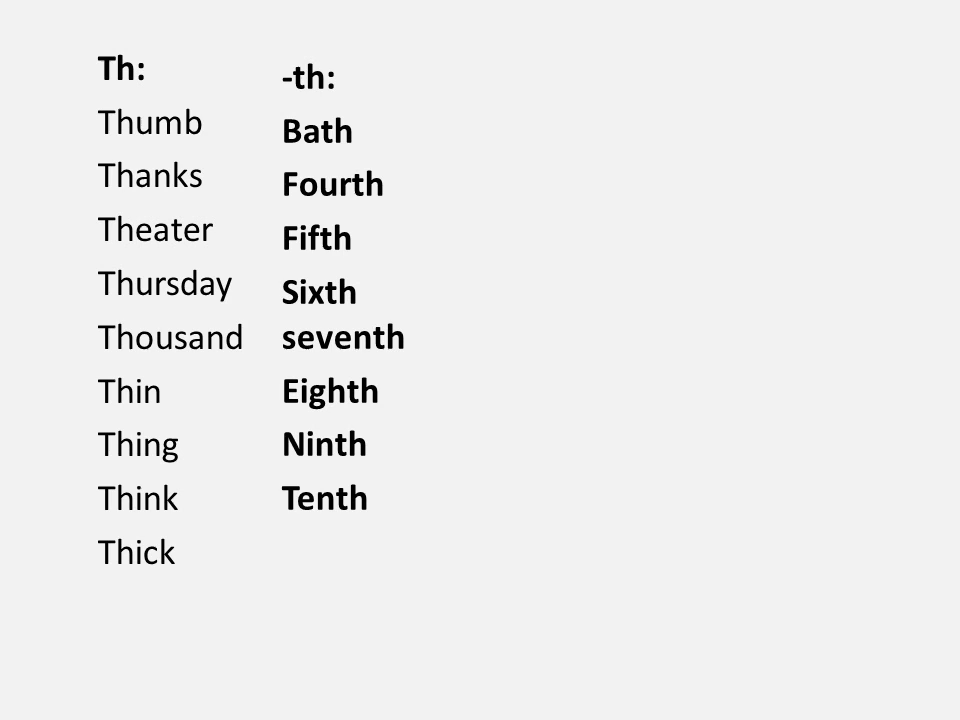 Th:
Thumb
Thanks
Theater
Thursday
Thousand
Thin
Thing
Think
Thick
-th:
Bath
Fourth
Fifth
Sixth
seventh
Eighth
Ninth
Tenth